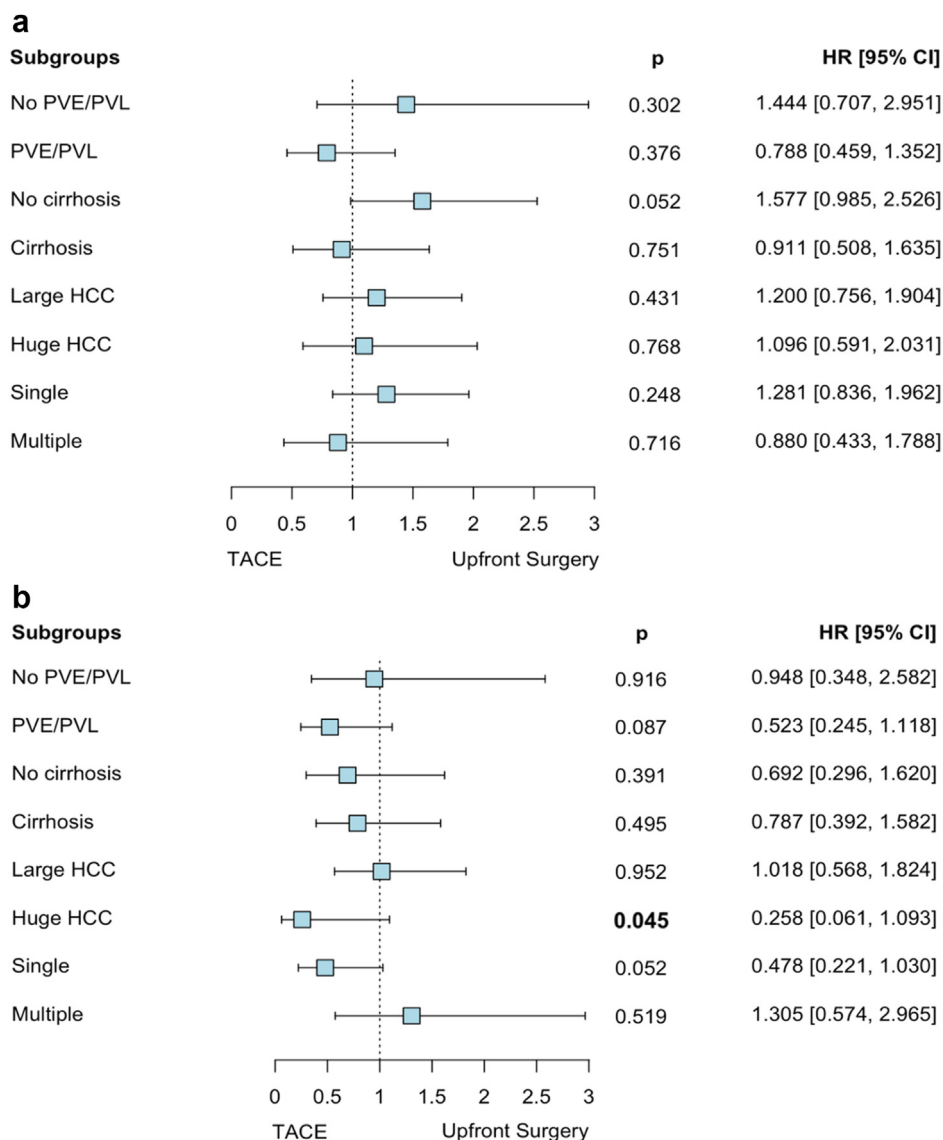 a
Subgroups p HR [95% CI]
No PVE/PVL 0.302 1.444 [0.707, 2.951]
PVE/PVL 0.376 0.788 [0.459, 1.352]
No cirrhosis 0.052 1.577 [0.985, 2.526]
Cirrhosis 0.751 0.911 [0.508, 1.635]
Large HCC 0.431 1.200 [0.756, 1.904]
Huge HCC 0.768 1.096 [0.591, 2.031]
Single 0.248 1.281 [0.836, 1.962]
Multiple 0.716 0.880 [0.433, 1.788]
0 0.5 1 1.5 2 2.5 3
TACE Upfront Surgery
b
Subgroups p HR [95% CI]
No PVE/PVL 0.916 0.948 [0.348, 2.582]
PVE/PVL 0.087 0.523 [0.245, 1.118]
No cirrhosis 0.391 0.692 [0.296, 1.620]
Cirrhosis 0.495 0.787 [0.392, 1.582]
Large HCC 0.952 1.018 [0.568, 1.824]
Huge HCC 0.045 0.258 [0.061, 1.093]
Single 0.052 0.478 [0.221, 1.030]
Multiple 0.519 1.305 [0.574, 2.965]
0 0.5 1 1.5 2 2.5 3
TACE Upfront Surgery